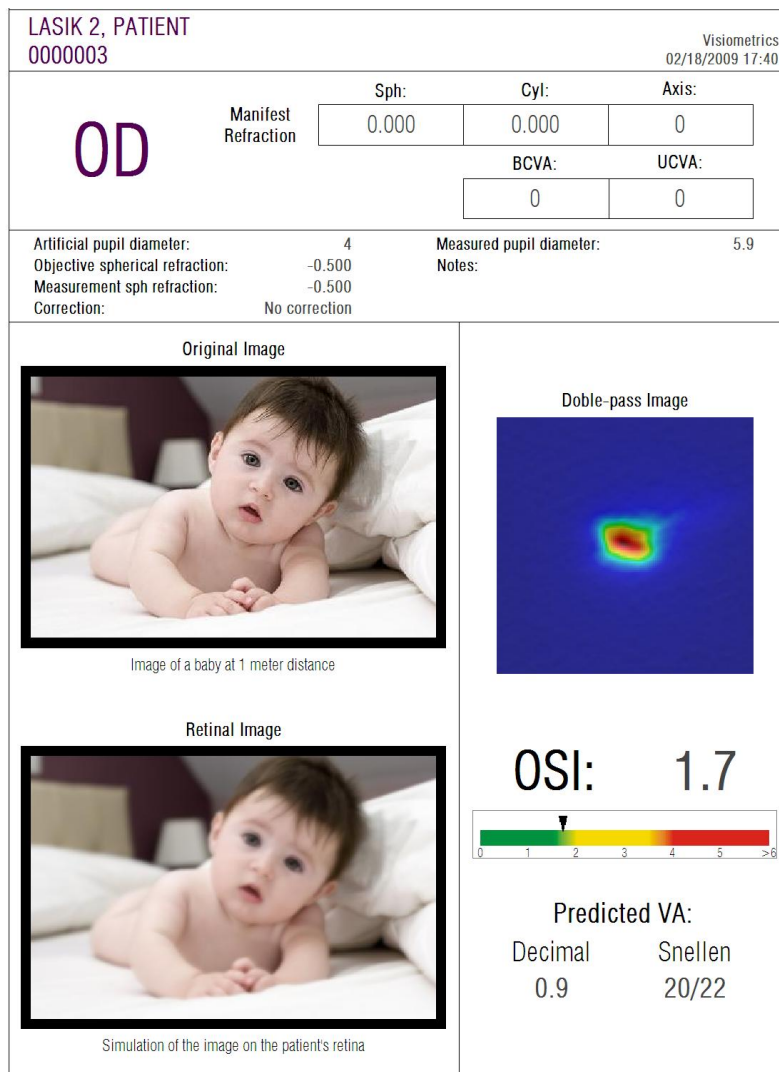 LASIK 2, PATIENT
0000003
Visiometrics
02/18/2009 17:40
OD
Manifest
Refraction
Sph: Cyl: Axis:
0.000 0.000 0
BCVA: UCVA:
0 0
Artificial pupil diameter: 4
Objective spherical refraction: -0.500
Measurement sph refraction: -0.500
Correction: No correction
Measured pupil diameter: 5.9
Notes:
Original Image
Image of a baby at 1 meter distance
Retinal Image
Simulation of the image on the patient's retina
Doble-pass Image
OSI: 1.7
0 1 2 3 4 5 >6
Predicted VA:
Decimal Snellen
0.9 20/22